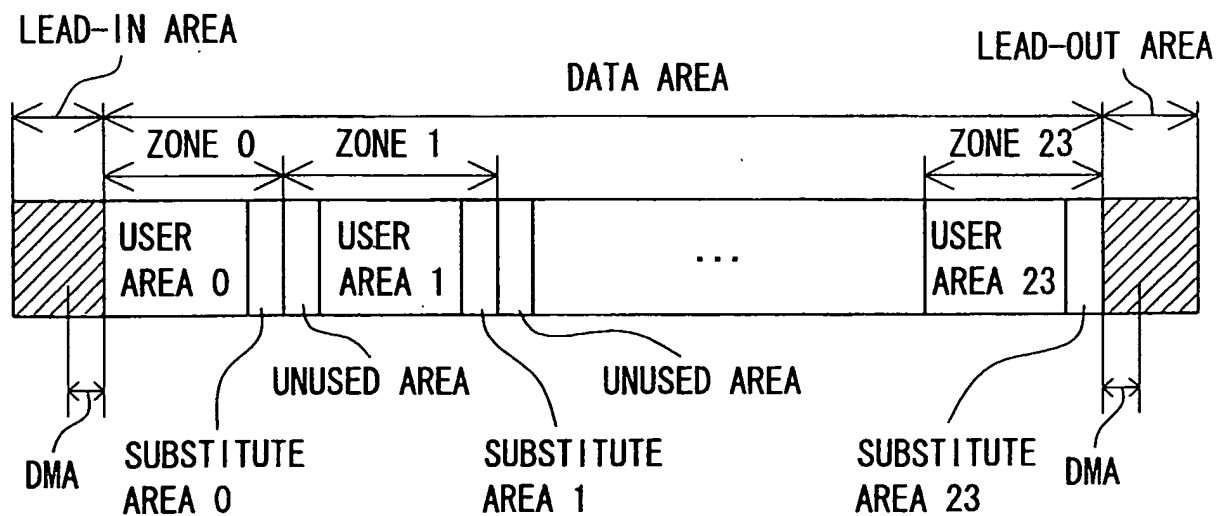 LEAD-IN AREA
LEAD-OUT AREA
DATA AREA
ZONE 0
ZONE 1
ZONE 23
USER
AREA 0
USER
AREA 1
...
USER
AREA 23
UNUSED AREA
UNUSED AREA
DMA
SUBSTITUTE
AREA 0
SUBSTITUTE
AREA 1
SUBSTITUTE
AREA 23
DMA